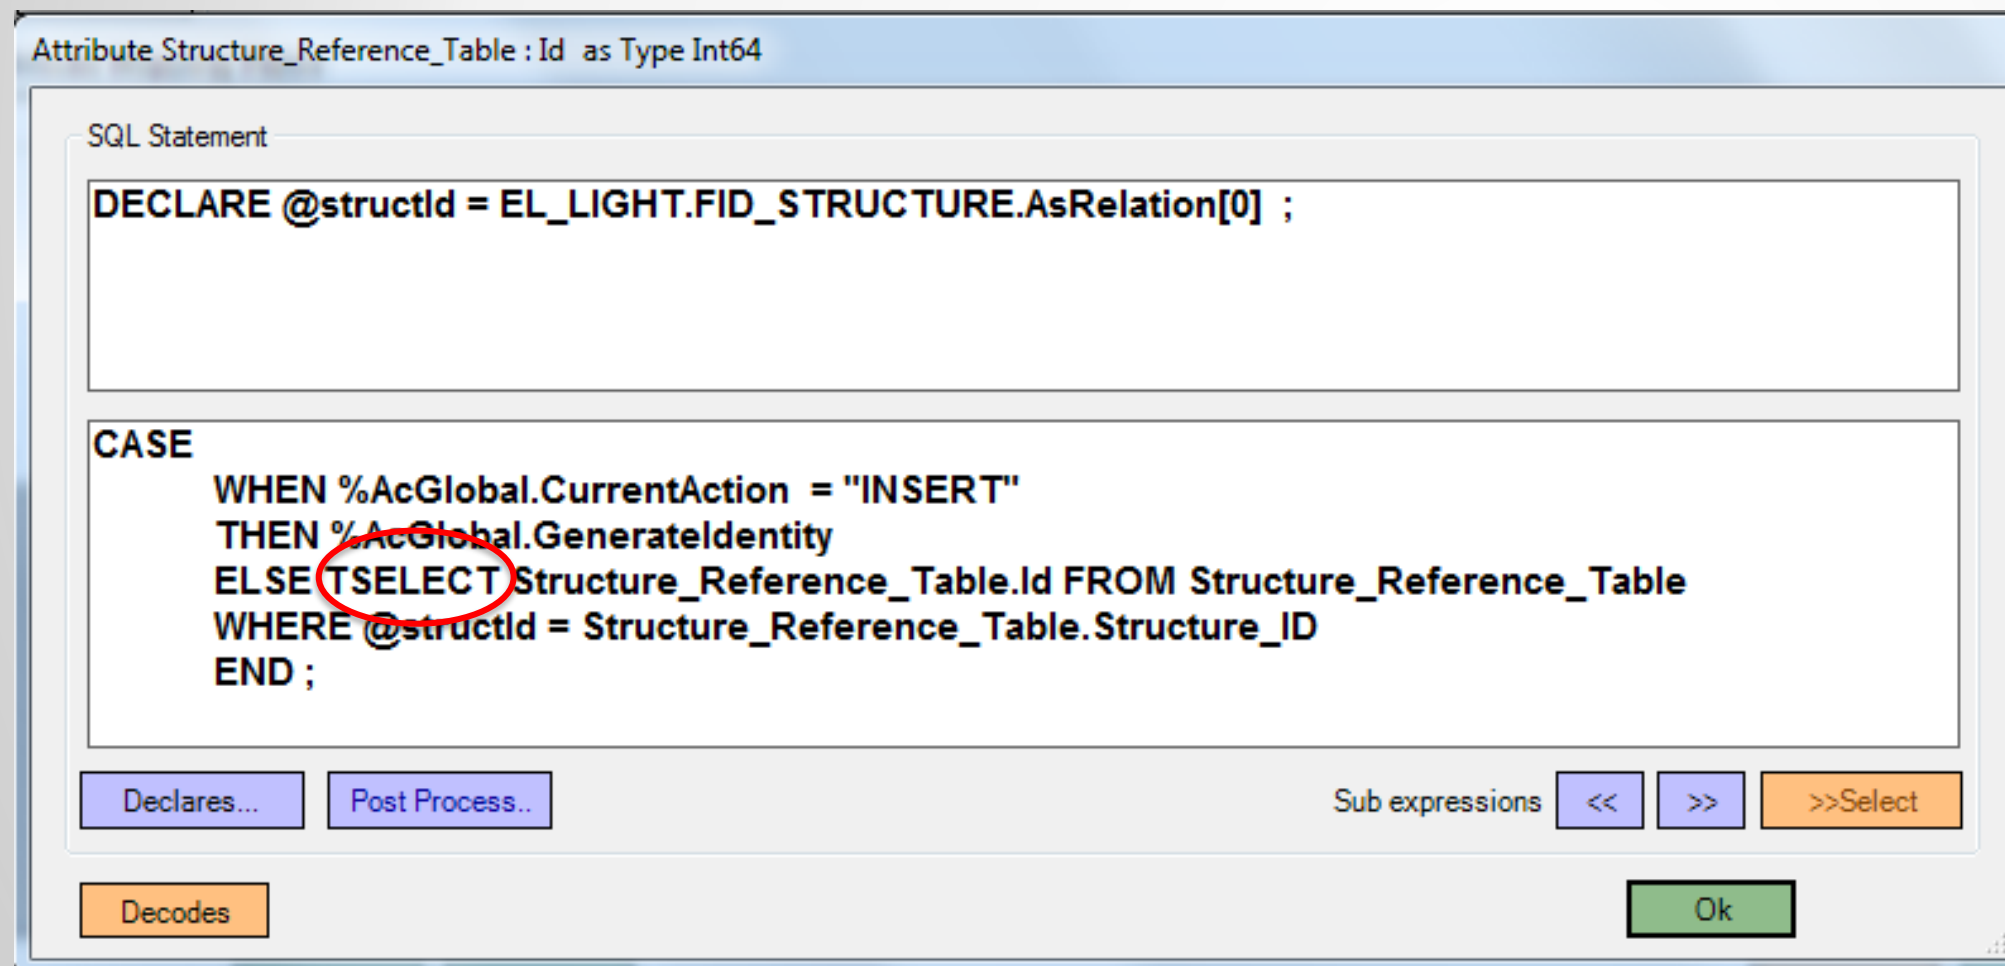 Attribute Structure_Reference_Table : Id as Type Int64
SQL Statement
DECLARE @structId = EL_LIGHT.FID_STRUCTURE.AsRelation[0] ;
CASE
WHEN %AcGlobal.CurrentAction = "INSERT"
THEN %AcGlobal.GenerateIdentity
ELSE TSELECT Structure_Reference_Table.Id FROM Structure_Reference_Table
WHERE @structId = Structure_Reference_Table.Structure_ID
END ;
Declares... Post Process.. Sub expressions << >> >>Select
Decodes Ok